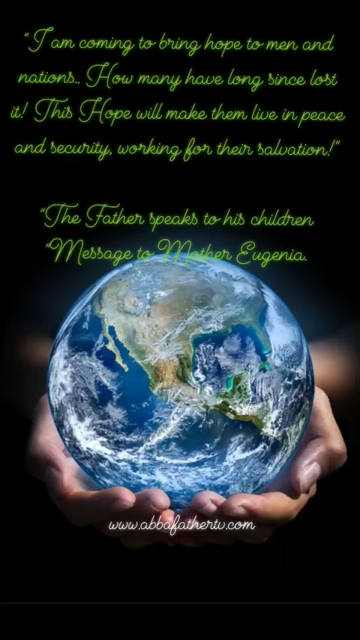 "I am coming to bring hope to men and
nations.. How many have long since lost
it! This Hope will make them live in peace
and security, working for their salvation!"
"The Father speaks to his children
"Message to Mother Eugenia.
www.abbafathertv.com